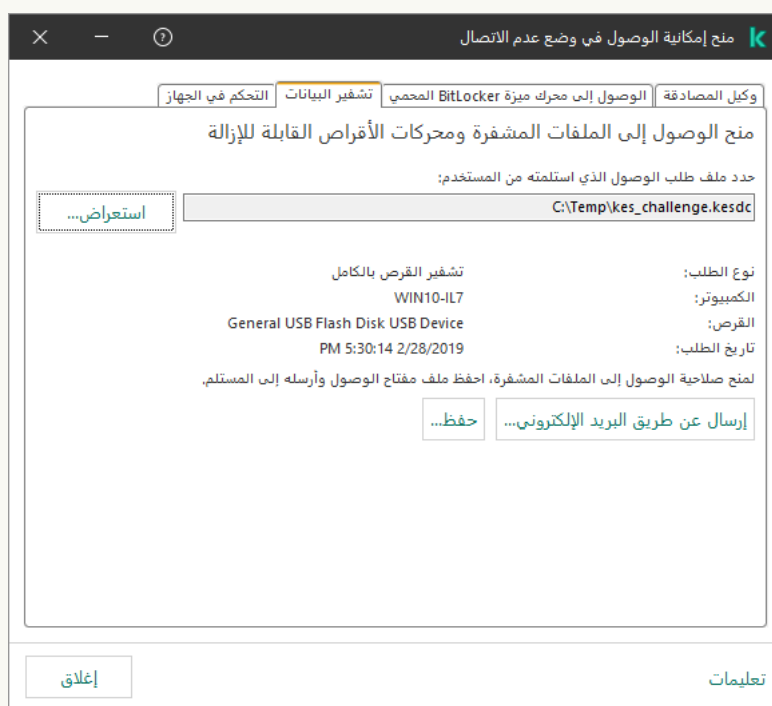 منح إمكانية الوصول في وضع عدم الاتصال
وكيل المصادقة الوصول إلى محرك ميزة BitLocker المحمي تشفير البيانات التحكم في الجهاز
منح الوصول إلى الملفات المشفرة ومحركات الأقراص القابلة للإزالة
حدد ملف طلب الوصول الذي استلمته من المستخدم:
C:\Temp\kes_challenge.kesdc استعراض...
نوع الطلب: تشفير القرص بالكامل
الكمبيوتر: WIN10-IL7
القرص: General USB Flash Disk USB Device
تاريخ الطلب: PM 5:30:14 2/28/2019
لمنح صلاحية الوصول إلى الملفات المشفرة، احفظ ملف مفتاح الوصول وأرسله إلى المستلم.
إرسال عن طريق البريد الإلكتروني... حفظ...
تعليمات إغلاق